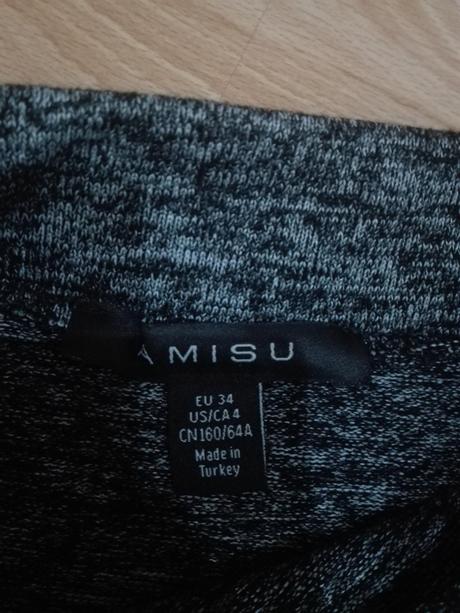 AMISU
EU 34
US/CA 4
CN160/64A
Made in
Turkey